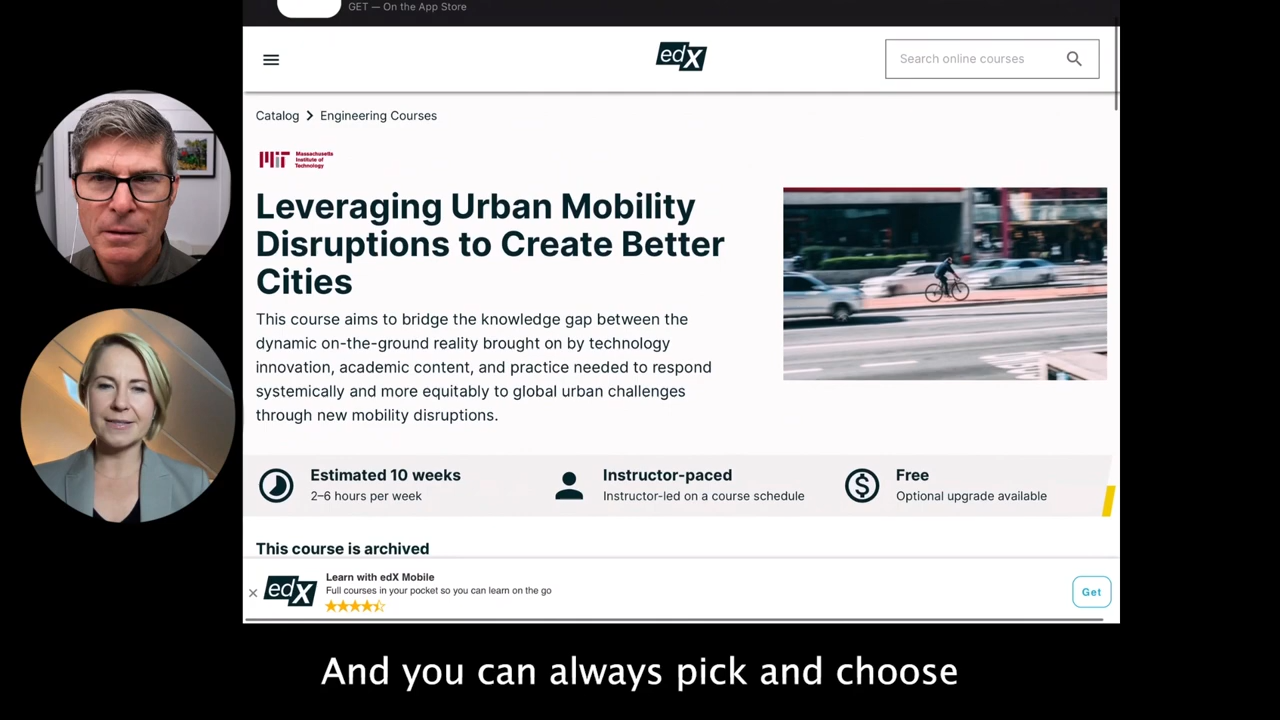 GET — On the App Store
edX
Search online courses
Catalog > Engineering Courses
MIT Massachusetts
Institute of
Technology
Leveraging Urban Mobility
Disruptions to Create Better
Cities
This course aims to bridge the knowledge gap between the
dynamic on-the-ground reality brought on by technology
innovation, academic content, and practice needed to respond
systemically and more equitably to global urban challenges
through new mobility disruptions.
Estimated 10 weeks
2–6 hours per week
Instructor-paced
Instructor-led on a course schedule
Free
Optional upgrade available
This course is archived
edX
Learn with edX Mobile
Full courses in your pocket so you can learn on the go
Get
And you can always pick and choose